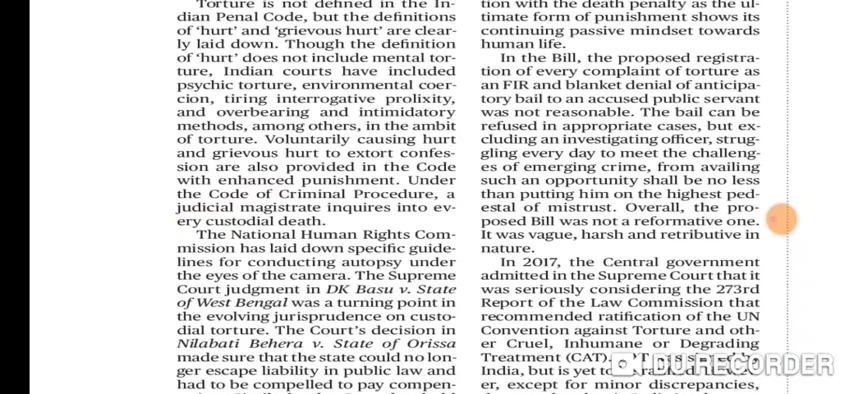 Torture is not defined in the In-
dian Penal Code, but the definitions
of 'hurt' and 'grievous hurt' are clear-
ly laid down. Though the definition
of 'hurt' does not include mental tor-
ture, Indian courts have included
psychic torture, environmental coer-
cion, tiring interrogative prolixity,
and overbearing and intimidatory
methods, among others, in the ambit
of torture. Voluntarily causing hurt
and grievous hurt to extort confes-
sion are also provided in the Code
with enhanced punishment. Under
the Code of Criminal Procedure, a
judicial magistrate inquires into ev-
ery custodial death.
The National Human Rights Com-
mission has laid down specific guide-
lines for conducting autopsy under
the eyes of the camera. The Supreme
Court judgment in DK Basu v. State
of West Bengal was a turning point in
the evolving jurisprudence on custo-
dial torture. The Court's decision in
Nilabati Behera v. State of Orissa
made sure that the state could no lon-
ger escape liability in public law and
had to be compelled to pay compen-
tion with the death penalty as the ul-
timate form of punishment shows its
continuing passive mindset towards
human life.
In the Bill, the proposed registra-
tion of every complaint of torture as
an FIR and blanket denial of anticipa-
tory bail to an accused public servant
was not reasonable. The bail can be
refused in appropriate cases, but ex-
cluding an investigating officer, strug-
gling every day to meet the challeng-
es of emerging crime, from availing
such an opportunity shall be no less
than putting him on the highest ped-
estal of mistrust. Overall, the pro-
posed Bill was not a reformative one.
It was vague, harsh and retributive in
nature.
In 2017, the Central government
admitted in the Supreme Court that it
was seriously considering the 273rd
Report of the Law Commission that
recommended ratification of the UN
Convention against Torture and oth-
er Cruel, Inhumane or Degrading
Treatment (CAT).
India, but is yet to
er, except for minor discrepancies,
DU RECORDER